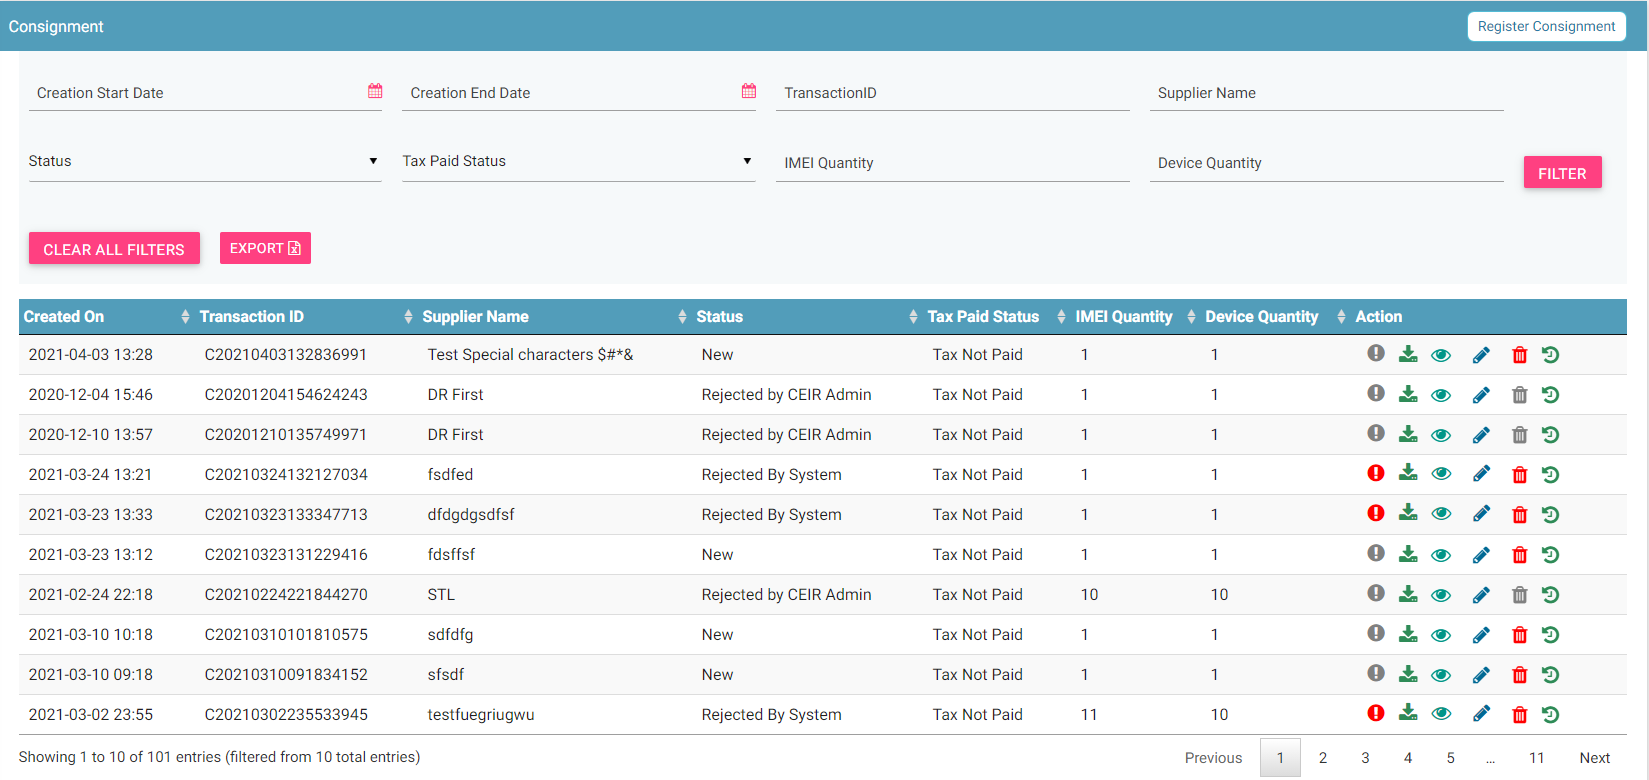 Consignment Register Consignment
Creation Start Date Creation End Date TransactionID Supplier Name
Status Tax Paid Status IMEI Quantity Device Quantity FILTER
CLEAR ALL FILTERS EXPORT
Created On Transaction ID Supplier Name Status Tax Paid Status IMEI Quantity Device Quantity Action
2021-04-03 13:28 C20210403132836991 Test Special characters $#*& New Tax Not Paid 1 1
2020-12-04 15:46 C20201204154624243 DR First Rejected by CEIR Admin Tax Not Paid 1 1
2020-12-10 13:57 C20201210135749971 DR First Rejected by CEIR Admin Tax Not Paid 1 1
2021-03-24 13:21 C20210324132127034 fsdfed Rejected By System Tax Not Paid 1 1
2021-03-23 13:33 C20210323133347713 dfdgdgsdfsf Rejected By System Tax Not Paid 1 1
2021-03-23 13:12 C20210323131229416 fdsffsf New Tax Not Paid 1 1
2021-02-24 22:18 C20210224221844270 STL Rejected by CEIR Admin Tax Not Paid 10 10
2021-03-10 10:18 C20210310101810575 sdfdfg New Tax Not Paid 1 1
2021-03-10 09:18 C20210310091834152 sfsdf New Tax Not Paid 1 1
2021-03-02 23:55 C20210302235533945 testfuegriugwu Rejected By System Tax Not Paid 11 10
Showing 1 to 10 of 101 entries (filtered from 10 total entries) Previous 1 2 3 4 5 ... 11 Next